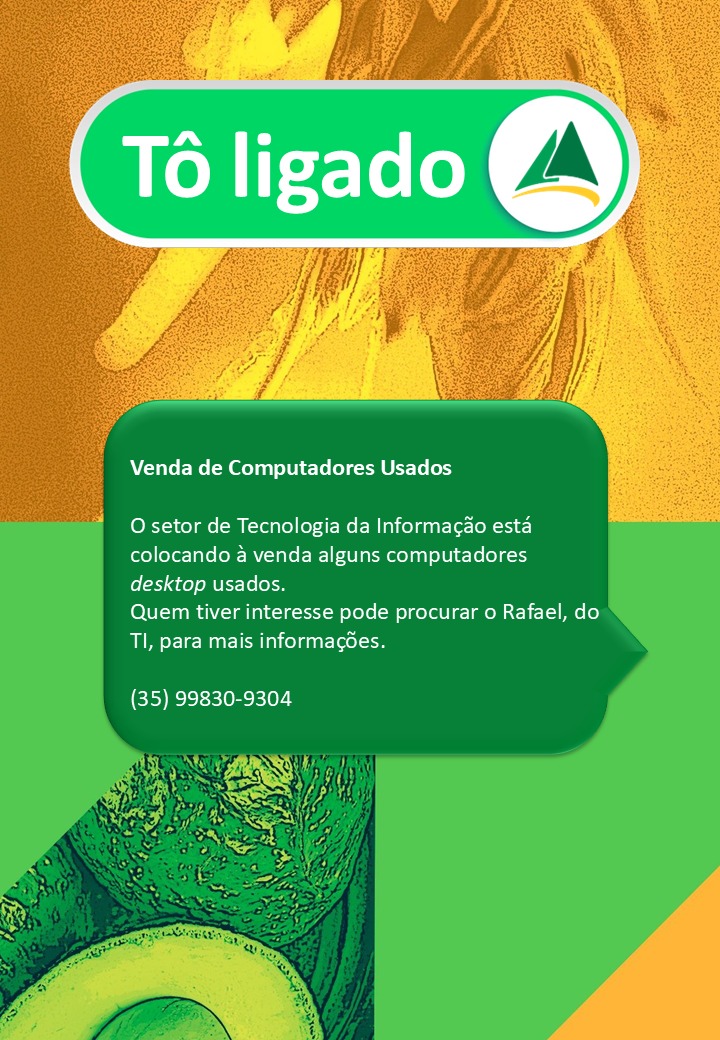 Tô ligado
Venda de Computadores Usados
O setor de Tecnologia da Informação está
colocando à venda alguns computadores
desktop usados.
Quem tiver interesse pode procurar o Rafael, do
TI, para mais informações.
(35) 99830-9304